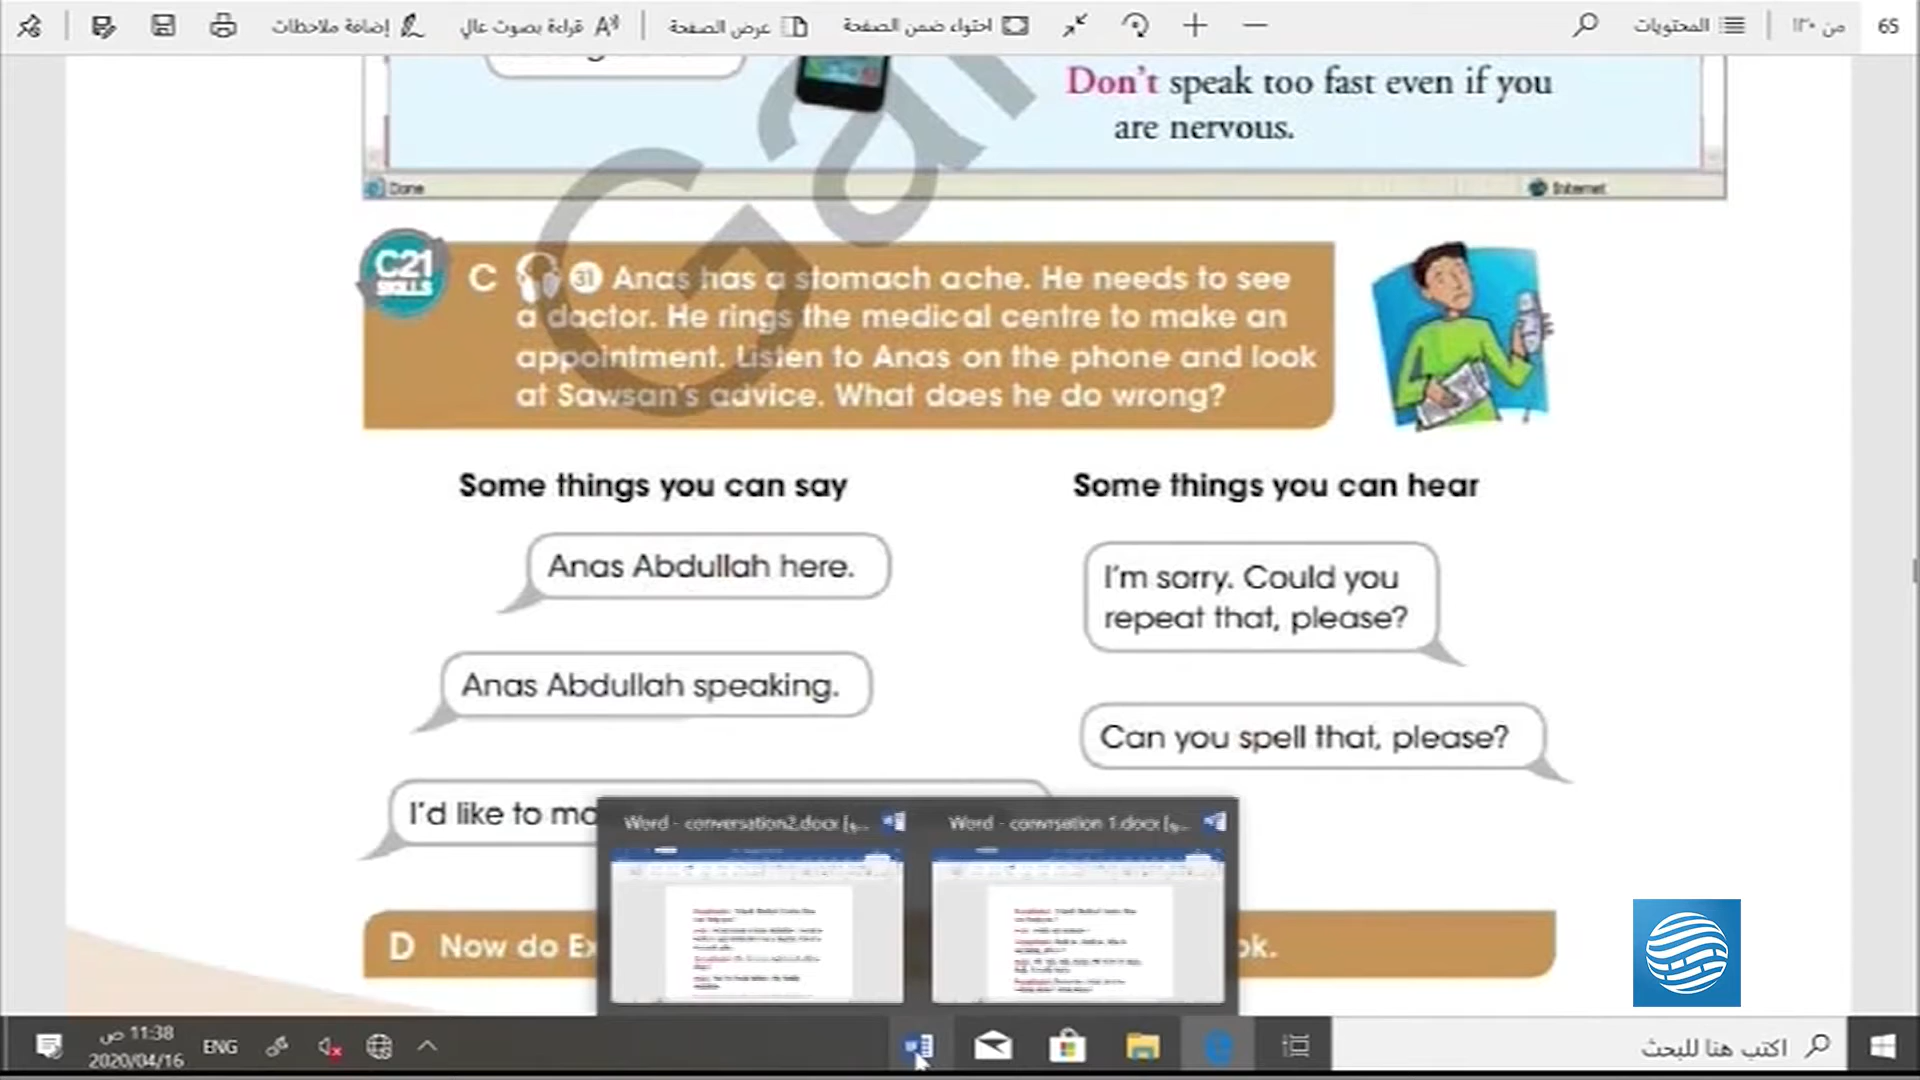 65
من ١٣٠
المحتويات
احتواء ضمن الصفحة
عرض الصفحة
قراءة بصوت عالٍ
إضافة ملاحظات
Don't speak too fast even if you
are nervous.
Gar
Done
Internet
C21
SKILLS
C 31 Anas has a stomach ache. He needs to see
a doctor. He rings the medical centre to make an
appointment. Listen to Anas on the phone and look
at Sawsan's advice. What does he do wrong?
Some things you can say
Anas Abdullah here.
Anas Abdullah speaking.
I'd like to ma
Some things you can hear
I'm sorry. Could you
repeat that, please?
Can you spell that, please?
Word - conversation2.docx
Word - convrsation 1.docx
D Now do Ex
ok.
11:38 ص
2020/04/16
ENG
اكتب هنا للبحث